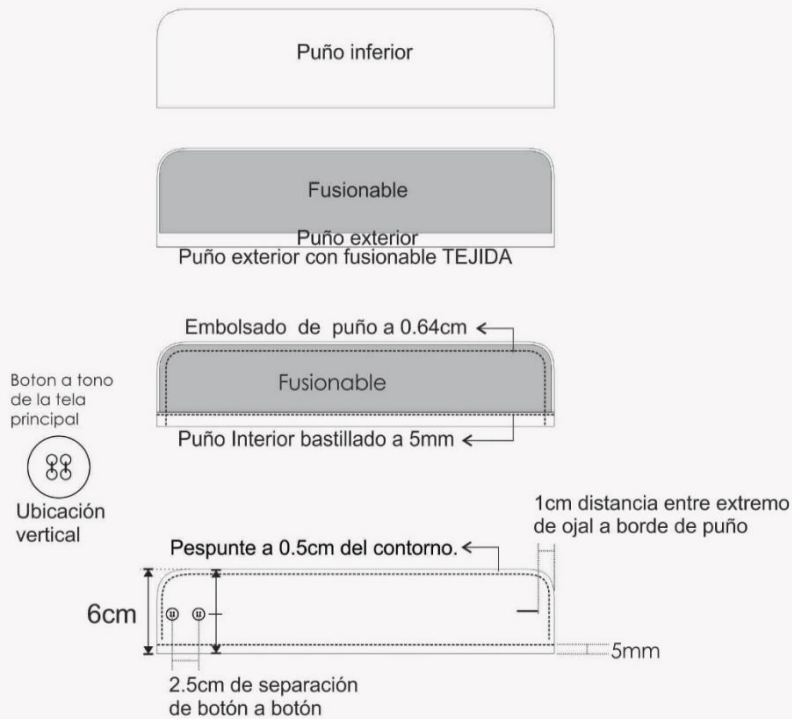 Puño inferior
Fusionable
Puño exterior
Puño exterior con fusionable TEJIDA
Embolsado de puño a 0.64cm
Fusionable
Boton a tono
de la tela
principal
Puño Interior bastillado a 5mm
Ubicación
vertical
1cm distancia entre extremo
de ojal a borde de puño
Pespunte a 0.5cm del contorno.
6cm
5mm
2.5cm de separación
de botón a botón